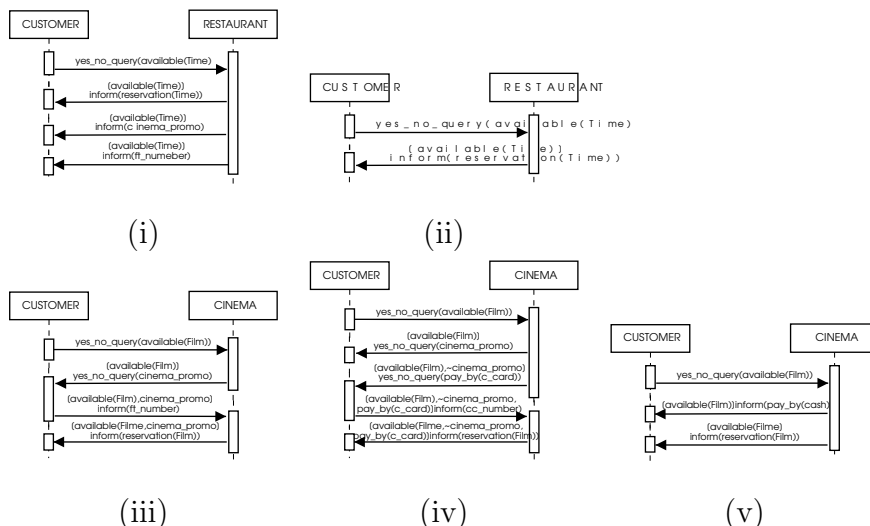 CUSTOMER
RESTAURANT
yes_no_query(available(Time)
[available(Time)]
inform(reservation(Time))
[available(Time)]
inform(c inema_promo)
[available(Time)]
inform(ft_numeber)
(i)
CUSTOMER
RESTAURANT
yes_no_query(available(Time)
[available(Time)]
inform(reservation(Time))
(ii)
CUSTOMER
CINEMA
yes_no_query(available(Film))
[available(Film)]
yes_no_query(cinema_promo)
[available(Film),cinema_promo]
inform(ft_number)
[available(Filme,cinema_promo]
inform(reservation(Film))
(iii)
CUSTOMER
CINEMA
yes_no_query(available(Film))
[available(Film)]
yes_no_query(cinema_promo)
[available(Film),~cinema_promo]
yes_no_query(pay_by(c_card))
[available(Film),~cinema_promo,
pay_by(c_card)]inform(cc_number)
[available(Filme,~cinema_promo,
pay_by(c_card)]inform(reservation(Film))
(iv)
CUSTOMER
CINEMA
yes_no_query(available(Film))
[available(Film)]inform(pay_by(cash)
[available(Filme]
inform(reservation(Film))
(v)